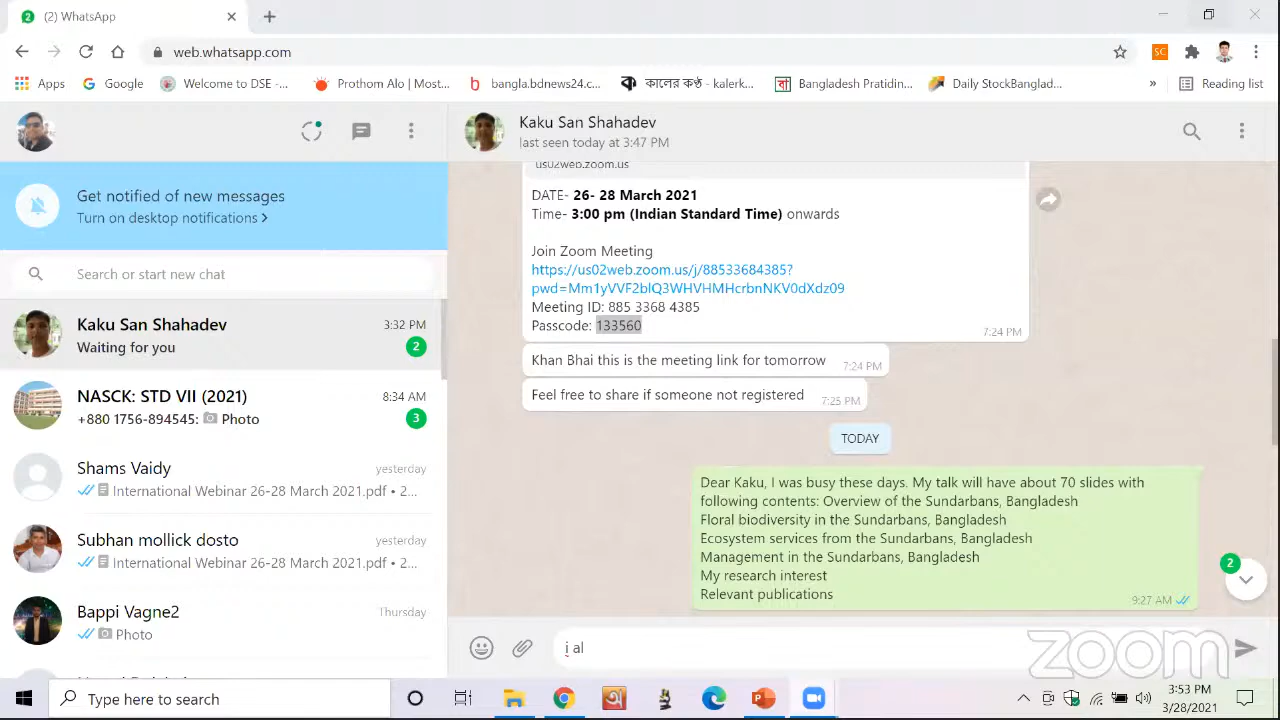 2
(2) WhatsApp
web.whatsapp.com
SC
Apps
Google
Welcome to DSE -...
Prothom Alo | Most...
bangla.bdnews24.c...
কালের কণ্ঠ - kalerk...
Bangladesh Pratidin...
Daily StockBanglad...
»
Reading list
Kaku San Shahadev
last seen today at 3:47 PM
Get notified of new messages
Turn on desktop notifications >
Search or start new chat
Kaku San Shahadev
3:32 PM
Waiting for you
2
NASCK: STD VII (2021)
8:34 AM
+880 1756-894545: Photo
3
Shams Vaidy
yesterday
International Webinar 26-28 March 2021.pdf • 2...
Subhan mollick dosto
yesterday
International Webinar 26-28 March 2021.pdf • 2...
Bappi Vagne2
Thursday
Photo
us02web.zoom.us
DATE- 26- 28 March 2021
Time- 3:00 pm (Indian Standard Time) onwards
Join Zoom Meeting
https://us02web.zoom.us/j/88533684385?
pwd=Mm1yVVF2blQ3WHVHMHcrbnNKV0dXdz09
Meeting ID: 885 3368 4385
Passcode: 133560
7:24 PM
Khan Bhai this is the meeting link for tomorrow
7:24 PM
Feel free to share if someone not registered
7:25 PM
TODAY
Dear Kaku, I was busy these days. My talk will have about 70 slides with
following contents: Overview of the Sundarbans, Bangladesh
Floral biodiversity in the Sundarbans, Bangladesh
Ecosystem services from the Sundarbans, Bangladesh
Management in the Sundarbans, Bangladesh
My research interest
Relevant publications
9:27 AM
2
i al
zoom
Type here to search
অ
3:53 PM
3/28/2021